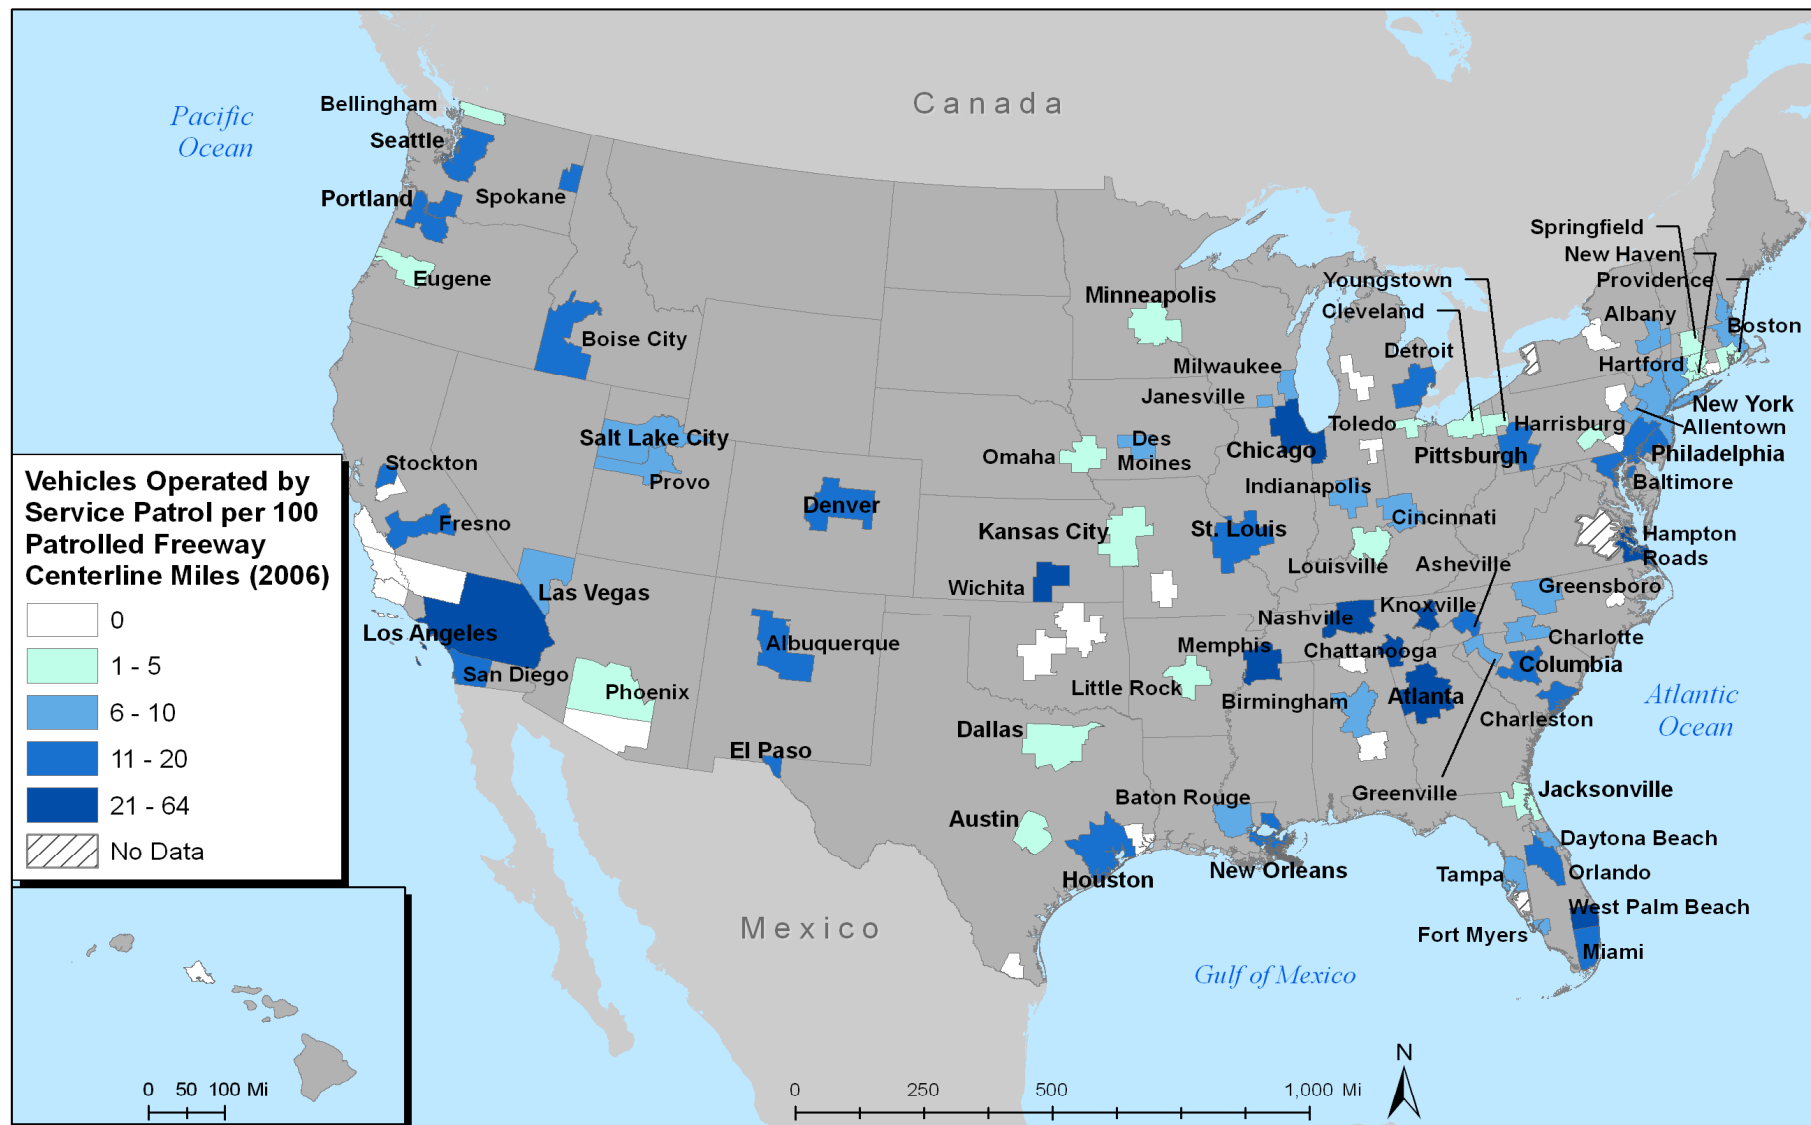 Canada
Pacific
Ocean
Bellingham
Seattle
Spokane
Portland
Eugene
Boise City
Minneapolis
Springfield
New Haven
Providence
Youngstown
Cleveland
Albany
Boston
Detroit
Milwaukee
Hartford
Janesville
New York
Allentown
Toledo
Harrisburg
Salt Lake City
Des
Moines
Omaha
Chicago
Pittsburgh
Philadelphia
Stockton
Provo
Indianapolis
Baltimore
Denver
Cincinnati
Fresno
Kansas City
St. Louis
Hampton
Roads
Louisville
Asheville
Wichita
Greensboro
Las Vegas
Nashville
Knoxville
Los Angeles
Albuquerque
Memphis
Chattanooga
Charlotte
Columbia
San Diego
Phoenix
Little Rock
Birmingham
Atlanta
Charleston
Atlantic
Ocean
Dallas
El Paso
Greenville
Jacksonville
Baton Rouge
Austin
Daytona Beach
Houston
New Orleans
Tampa
Orlando
West Palm Beach
Fort Myers
Miami
Mexico
Gulf of Mexico
Vehicles Operated by
Service Patrol per 100
Patrolled Freeway
Centerline Miles (2006)
0
1 - 5
6 - 10
11 - 20
21 - 64
No Data
0 50 100 Mi
0 250 500 1,000 Mi
N